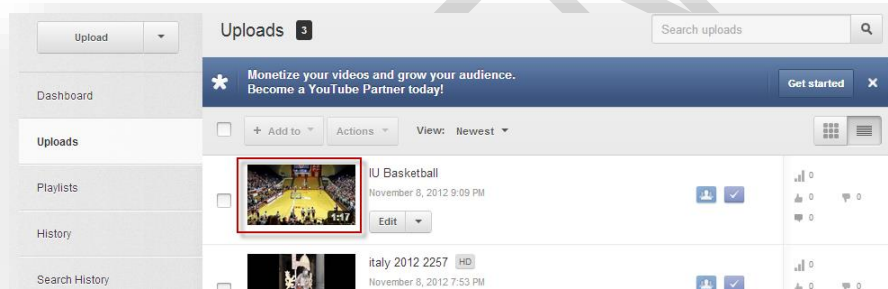 Upload
Uploads 3
Search uploads
Monetize your videos and grow your audience.
Become a YouTube Partner today!
Get started
Dashboard
+ Add to
Actions
View: Newest
Uploads
IU Basketball
November 8, 2012 9:09 PM
1:17
Edit
0
0
0
0
Playlists
History
italy 2012 2257 HD
November 8, 2012 7:53 PM
0
0
0
Search History